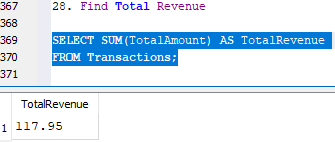 367 28. Find Total Revenue
368
369 SELECT SUM(TotalAmount) AS TotalRevenue
370 FROM Transactions;
371
TotalRevenue
1 117.95